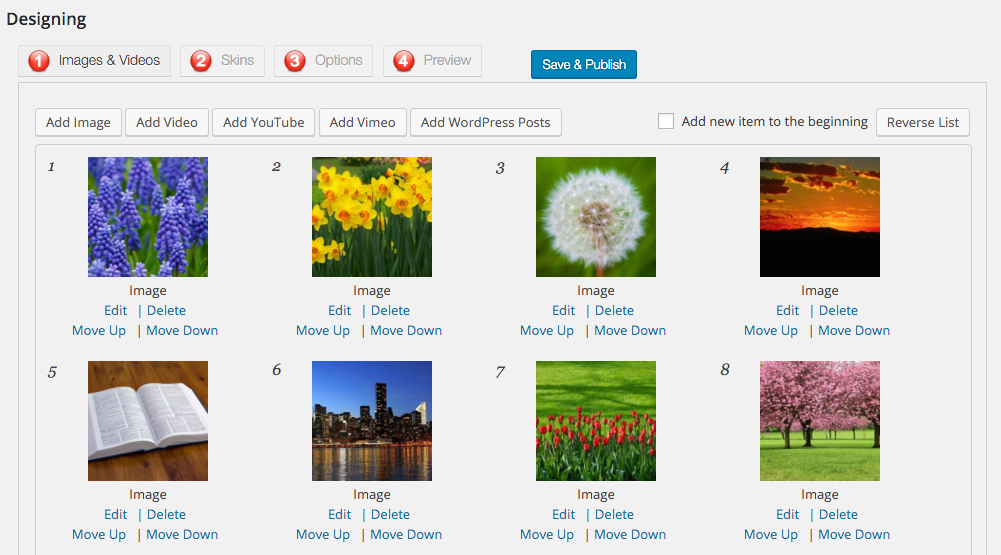 Designing
1 Images & Videos 2 Skins 3 Options 4 Preview Save & Publish
Add Image Add Video Add YouTube Add Vimeo Add WordPress Posts Add new item to the beginning Reverse List
1 2 3 4
Image Image Image Image
Edit | Delete Edit | Delete Edit | Delete Edit | Delete
Move Up | Move Down Move Up | Move Down Move Up | Move Down Move Up | Move Down
5 6 7 8
Image Image Image Image
Edit | Delete Edit | Delete Edit | Delete Edit | Delete
Move Up | Move Down Move Up | Move Down Move Up | Move Down Move Up | Move Down